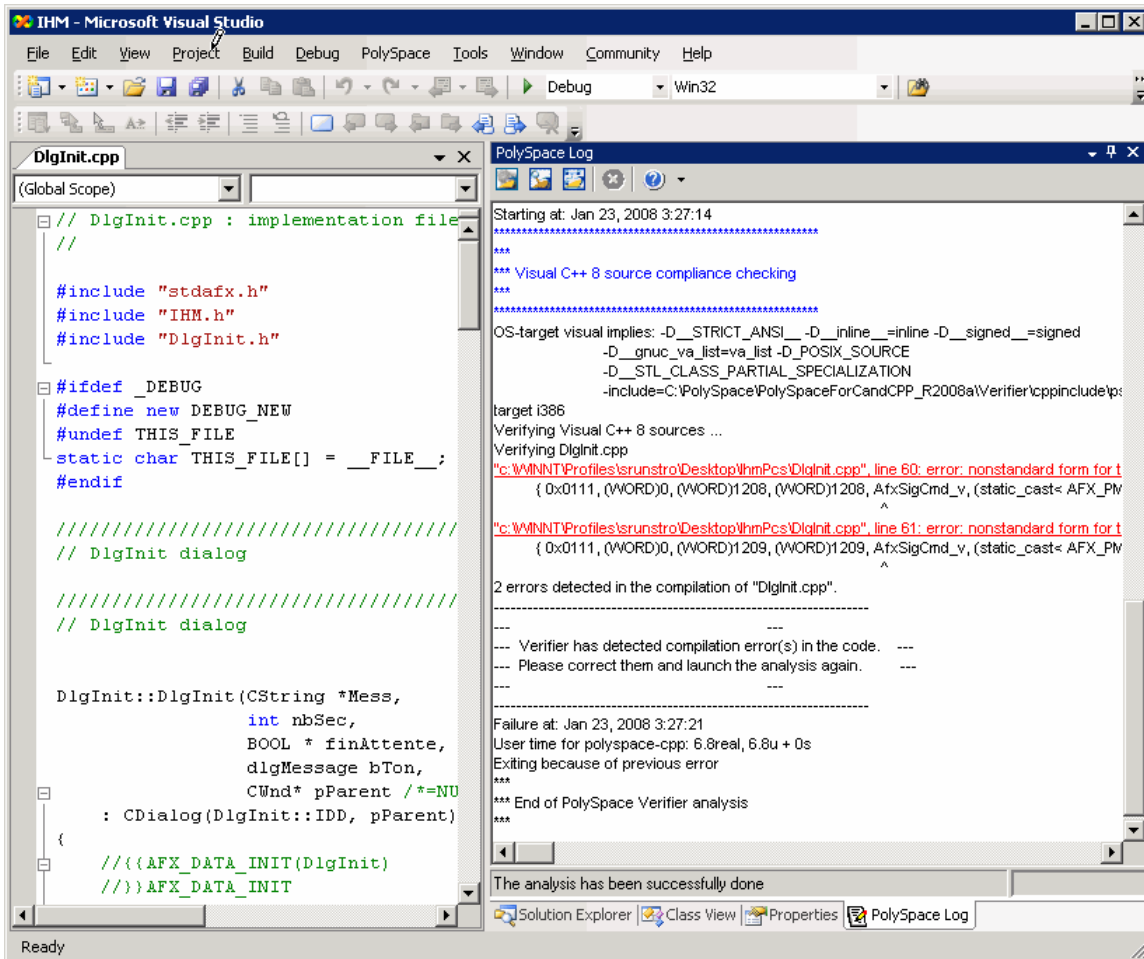 IHM - Microsoft Visual Studio
File Edit View Project Build Debug PolySpace Tools Window Community Help
Debug Win32
DlgInit.cpp
(Global Scope)
// DlgInit.cpp : implementation file
//
#include "stdafx.h"
#include "IHM.h"
#include "DlgInit.h"
#ifdef _DEBUG
#define new DEBUG_NEW
#undef THIS_FILE
static char THIS_FILE[] = __FILE__;
#endif
////////////////////////////////////
// DlgInit dialog
////////////////////////////////////
// DlgInit dialog
DlgInit::DlgInit(CString *Mess,
int nbSec,
BOOL * finAttente,
dlgMessage bTon,
CWnd* pParent /*=NU
: CDialog(DlgInit::IDD, pParent)
{
//{{AFX_DATA_INIT(DlgInit)
//}}AFX_DATA_INIT
PolySpace Log
Starting at: Jan 23, 2008 3:27:14
**********************************************************
***
*** Visual C++ 8 source compliance checking
***
**********************************************************
OS-target visual implies: -D__STRICT_ANSI__ -D__inline__=inline -D__signed__=signed
-D__gnuc_va_list=va_list -D_POSIX_SOURCE
-D__STL_CLASS_PARTIAL_SPECIALIZATION
-include=C:\PolySpace\PolySpaceForCandCPP_R2008a\Verifier\cppinclude\ps
target i386
Verifying Visual C++ 8 sources ...
Verifying DlgInit.cpp
"c:\WINNT\Profiles\srunstro\Desktop\IhmPcs\DlgInit.cpp", line 60: error: nonstandard form for t
{ 0x0111, (WORD)0, (WORD)1208, (WORD)1208, AfxSigCmd_v, (static_cast< AFX_PM
^
"c:\WINNT\Profiles\srunstro\Desktop\IhmPcs\DlgInit.cpp", line 61: error: nonstandard form for t
{ 0x0111, (WORD)0, (WORD)1209, (WORD)1209, AfxSigCmd_v, (static_cast< AFX_PM
^
2 errors detected in the compilation of "DlgInit.cpp".
---------------------------------------------------------------------
--- ---
--- Verifier has detected compilation error(s) in the code. ---
--- Please correct them and launch the analysis again. ---
--- ---
---------------------------------------------------------------------
Failure at: Jan 23, 2008 3:27:21
User time for polyspace-cpp: 6.8real, 6.8u + 0s
Exiting because of previous error
***
*** End of PolySpace Verifier analysis
***
The analysis has been successfully done
Solution Explorer Class View Properties PolySpace Log
Ready